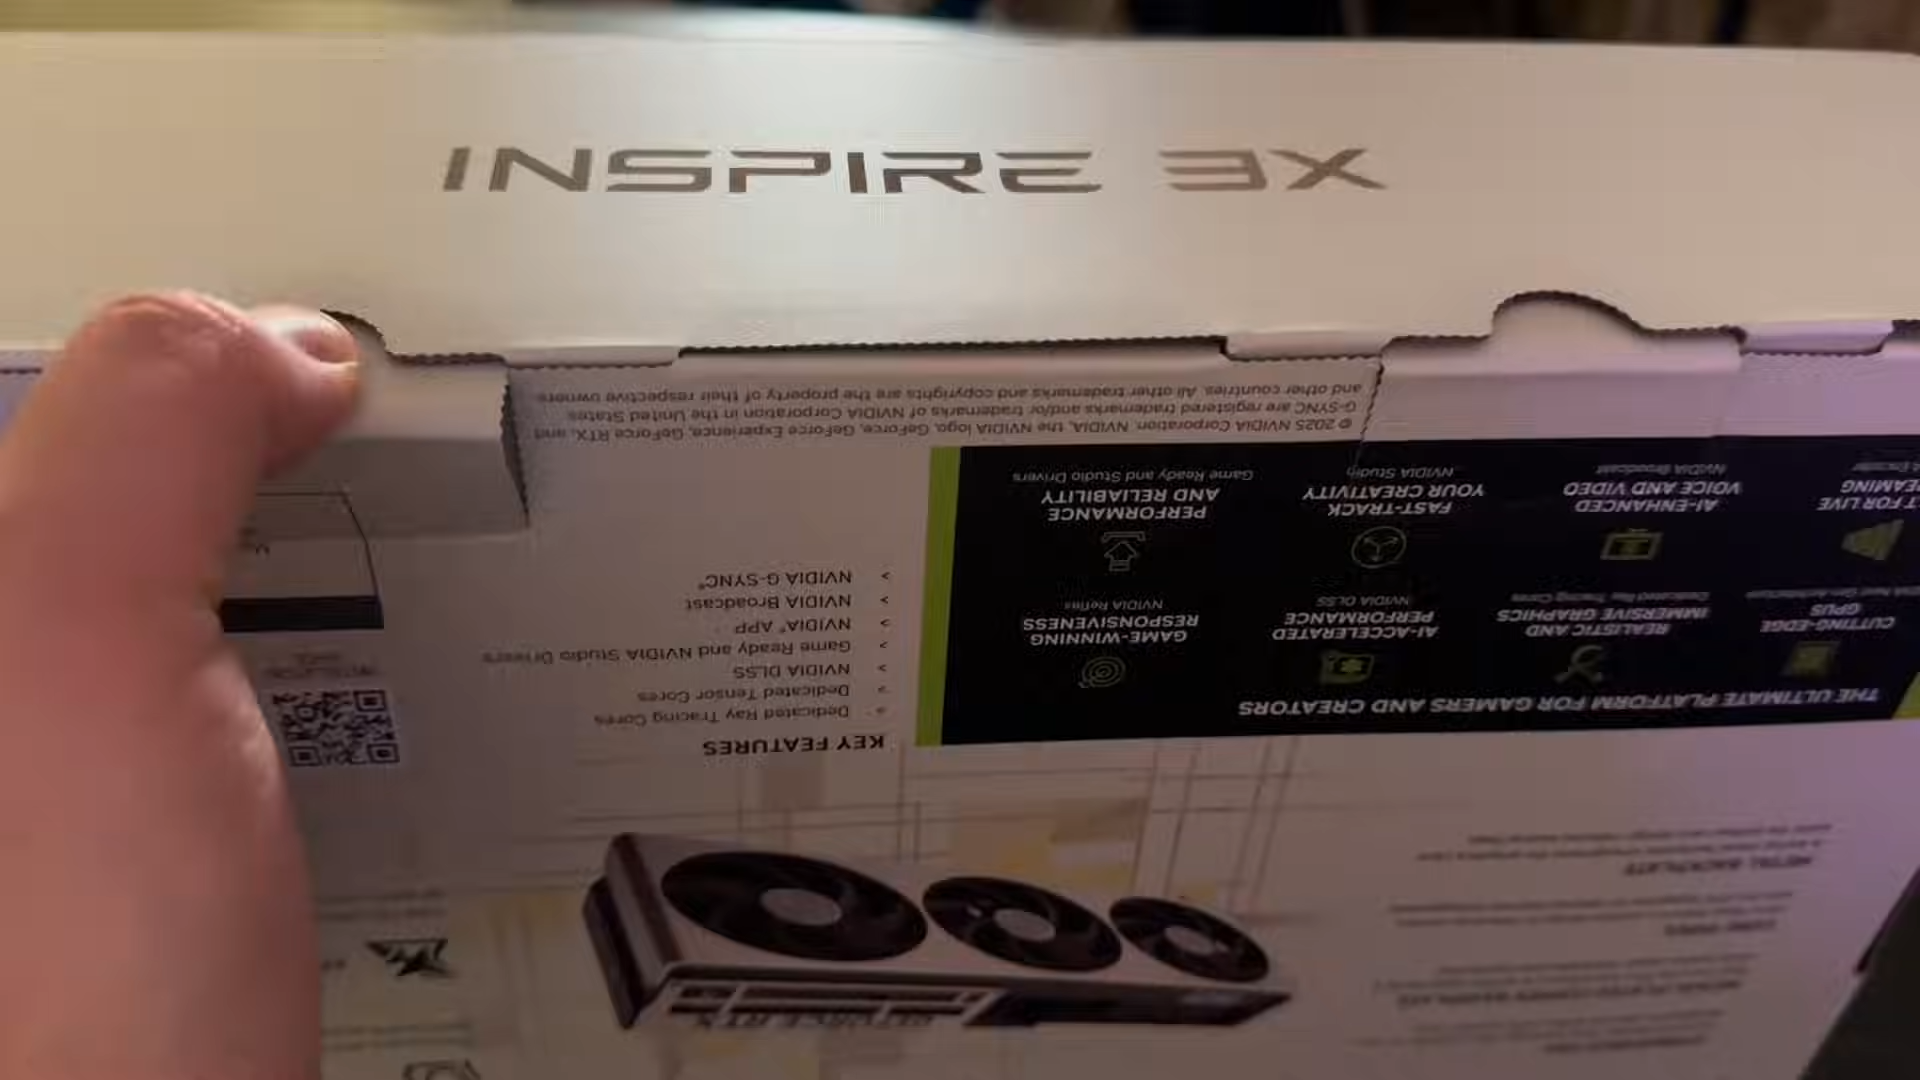 INSPIRE 3X
THE ULTIMATE PLATFORM FOR GAMERS AND CREATORS
CUTTING-EDGE
GPUS
REALISTIC AND
IMMERSIVE GRAPHICS
Dedicated Ray Tracing Cores
AI-ACCELERATED
PERFORMANCE
NVIDIA DLSS
GAME-WINNING
RESPONSIVENESS
NVIDIA Reflex
AI-ENHANCED
VOICE AND VIDEO
NVIDIA Broadcast
FAST-TRACK
YOUR CREATIVITY
NVIDIA Studio
PERFORMANCE
AND RELIABILITY
Game Ready and Studio Drivers
KEY FEATURES
> Dedicated Ray Tracing Cores
> Dedicated Tensor Cores
> NVIDIA DLSS
> Game Ready and NVIDIA Studio Drivers
> NVIDIA® APP
> NVIDIA Broadcast
> NVIDIA G-SYNC®
© 2025 NVIDIA Corporation. NVIDIA, the NVIDIA logo, GeForce, GeForce Experience, GeForce RTX, and
G-SYNC are registered trademarks and/or trademarks of NVIDIA Corporation in the United States
and other countries. All other trademarks and copyrights are the property of their respective owners
METAL BACKPLATE
GEFORCE RTX